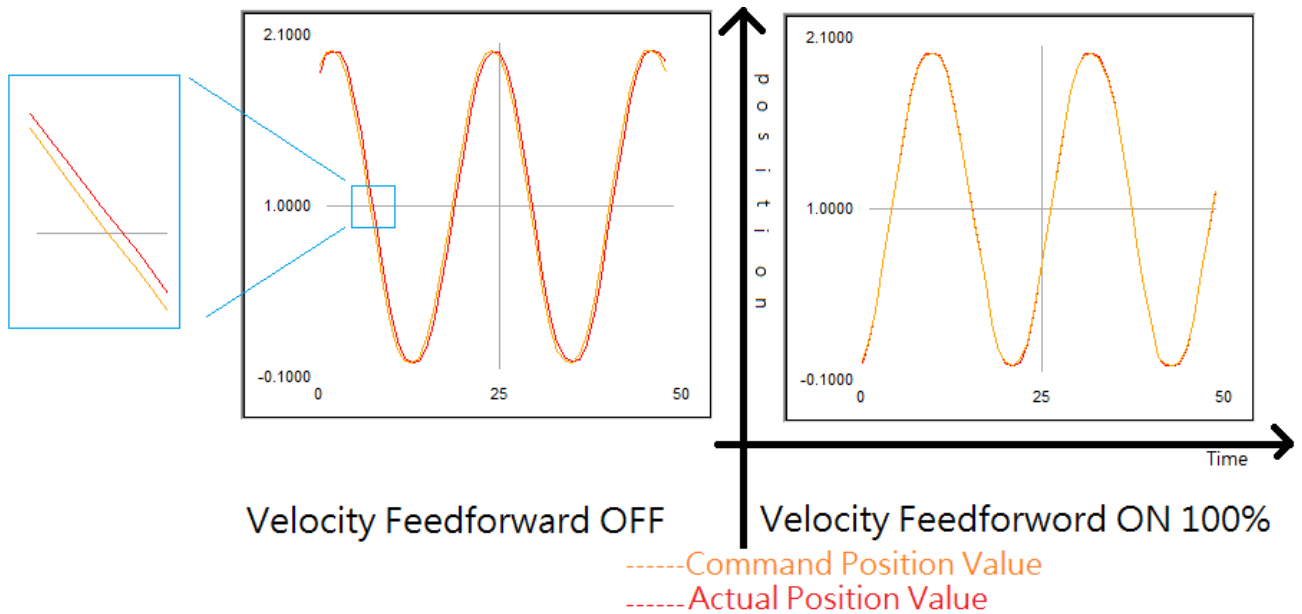 2.1000
1.0000
-0.1000
0
25
50
position
2.1000
1.0000
-0.1000
0
25
50
Time
Velocity Feedforward OFF
Velocity Feedforword ON 100%
------Command Position Value
------Actual Position Value